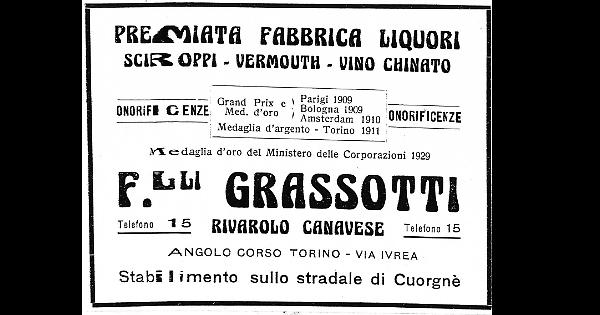 PREMIATA FABBRICA LIQUORI
SCIROPPI - VERMOUTH - VINO CHINATO
ONORIFICENZE
Grand Prix e
Med. d'oro
Parigi 1909
Bologna 1909
Amsterdam 1910
Medaglia d'argento - Torino 1911
ONORIFICENZE
Medaglia d'oro del Ministero delle Corporazioni 1929
F.LLI GRASSOTTI
Telefono 15
RIVAROLO CANAVESE
Telefono 15
ANGOLO CORSO TORINO - VIA IVREA
Stabilimento sullo stradale di Cuorgnè